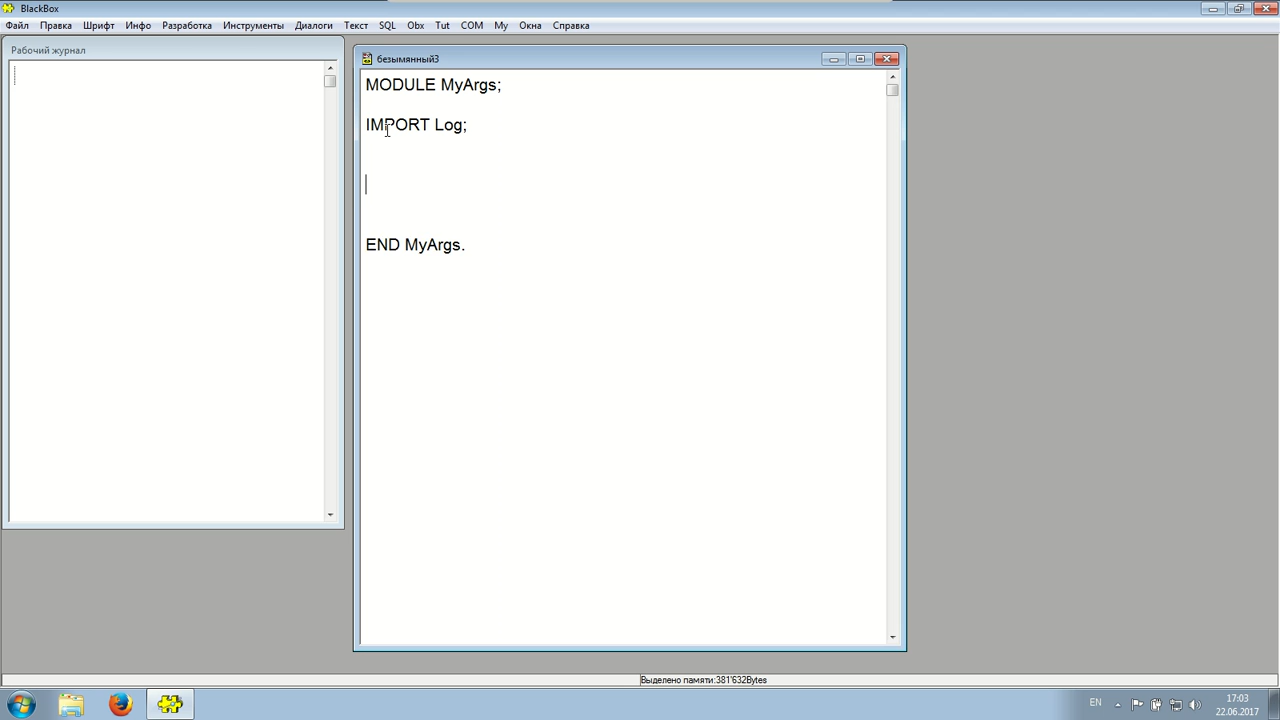 BlackBox
Файл Правка Шрифт Инфо Разработка Инструменты Диалоги Текст SQL Obx Tut COM My Окна Справка
Рабочий журнал
безымянный3
MODULE MyArgs;
IMPORT Log;
END MyArgs.
Выделено памяти:381'632Bytes
EN
17:03
22.06.2017